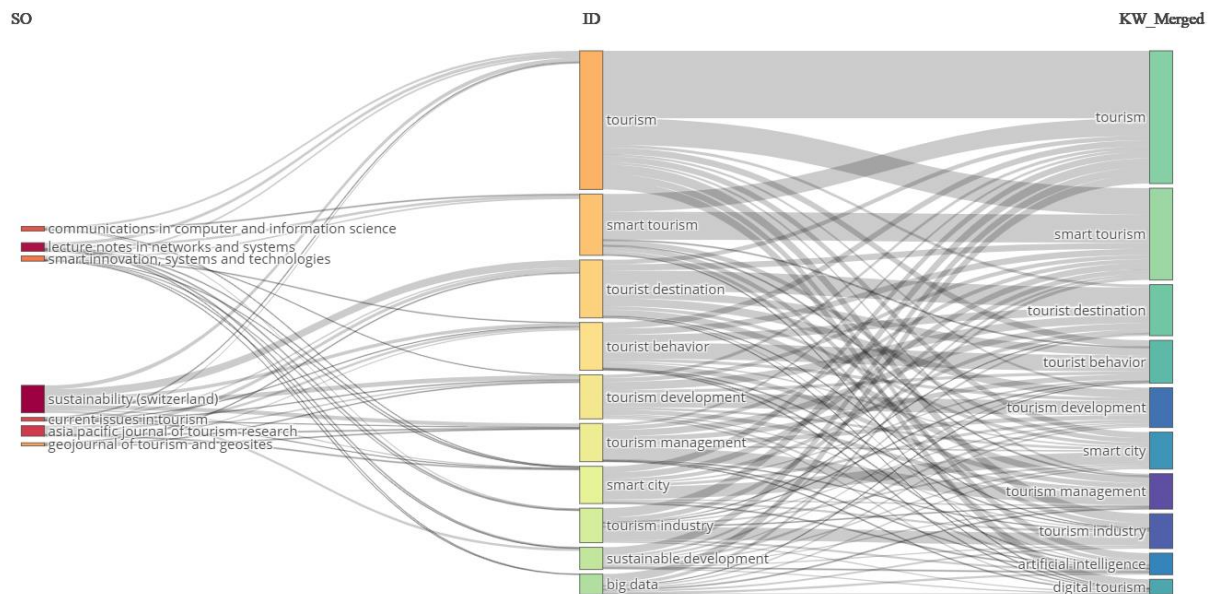 SO
ID
KW_Merged
communications in computer and information science
lecture notes in networks and systems
smart innovation, systems and technologies
sustainability (switzerland)
current issues in tourism
asia pacific journal of tourism research
geojournal of tourism and geosites
tourism
smart tourism
tourist destination
tourist behavior
tourism development
tourism management
smart city
tourism industry
sustainable development
big data
tourism
smart tourism
tourist destination
tourist behavior
tourism development
smart city
tourism management
tourism industry
artificial intelligence
digital tourism